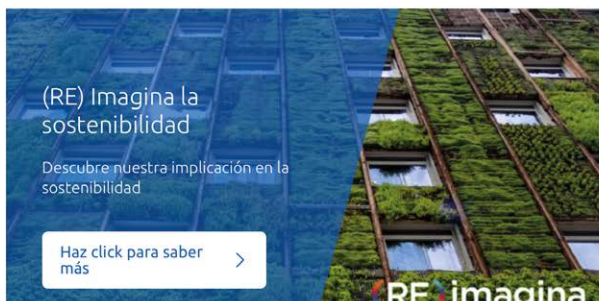 (RE) Imagina la
sostenibilidad
Descubre nuestra implicación en la
sostenibilidad
Haz click para saber
más
(RE)imagina